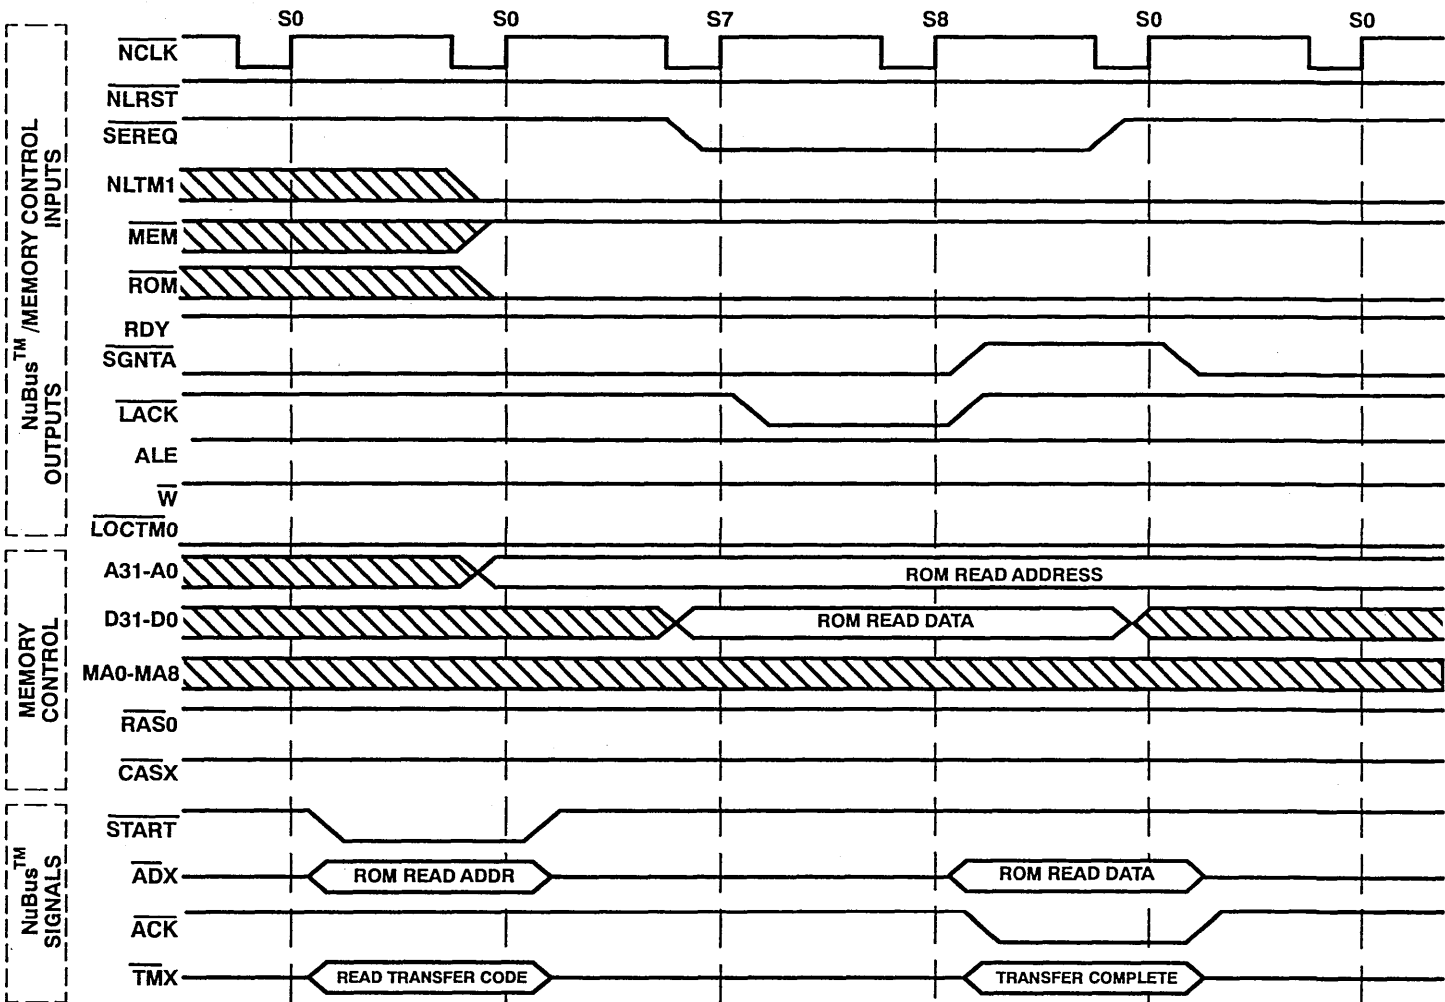 S0 S0 S7 S8 S0 S0
NuBus™ /MEMORY CONTROL
INPUTS
OUTPUTS
NCLK
NLRST
SEREQ
NLTM1
MEM
ROM
RDY
SGNTA
LACK
ALE
W
LOCTM0
MEMORY
CONTROL
A31-A0 ROM READ ADDRESS
D31-D0 ROM READ DATA
MA0-MA8
RAS0
CASX
NuBus™
SIGNALS
START
ADX ROM READ ADDR ROM READ DATA
ACK
TMX READ TRANSFER CODE TRANSFER COMPLETE